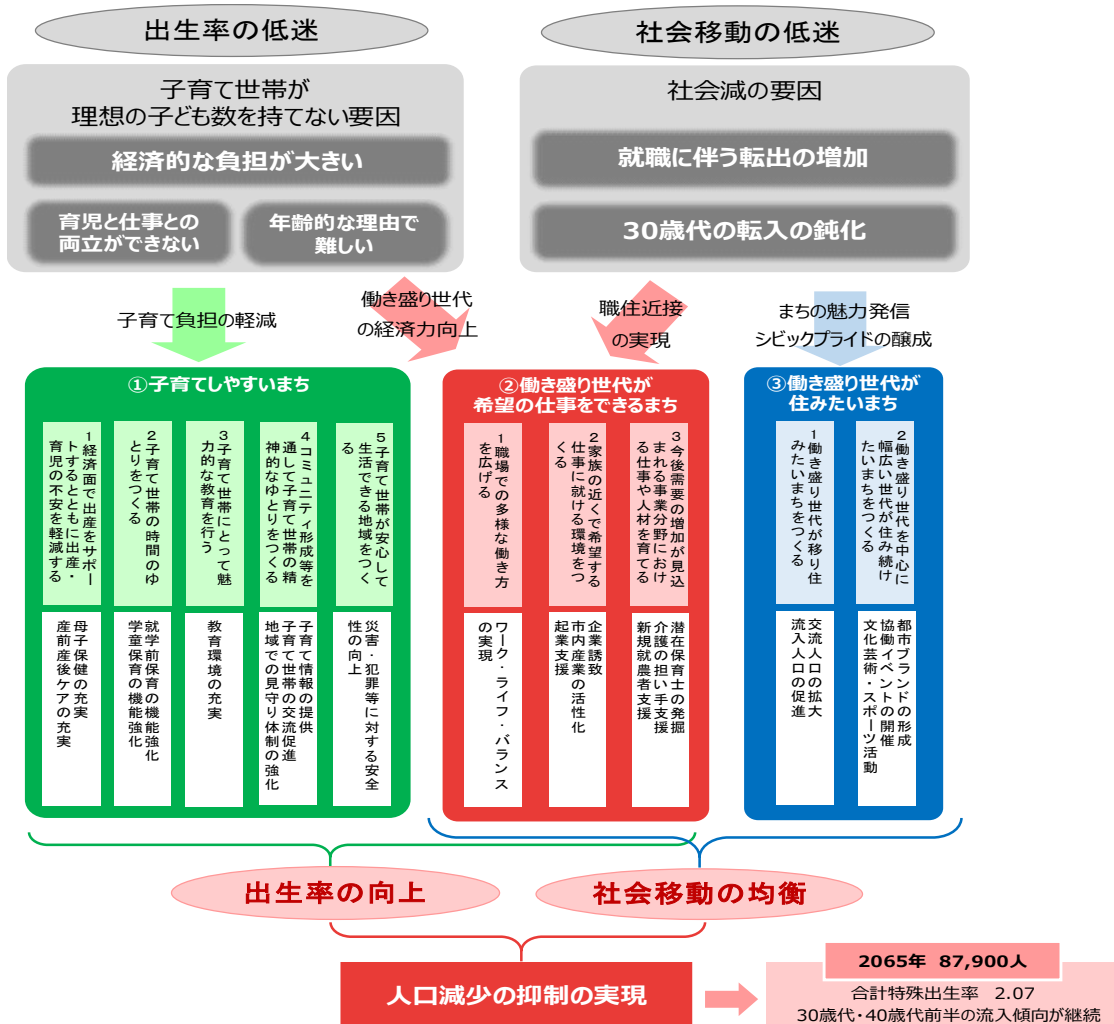 出生率の低迷
社会移動の低迷
子育て世帯が
理想の子ども数を持てない要因
経済的な負担が大きい
育児と仕事との
両立ができない
年齢的な理由で
難しい
社会減の要因
就職に伴う転出の増加
30歳代の転入の鈍化
子育て負担の軽減
働き盛り世代
の経済力向上
職住近接
の実現
まちの魅力発信
シビックプライドの醸成
①子育てしやすいまち
1経済面で出産をサポー
トするとともに出産・
育児の不安を軽減する
母子保健の充実
産前産後ケアの充実
2子育て世帯の時間のゆ
とりをつくる
就学前保育の機能強化
学童保育の機能強化
3子育て世帯にとって魅
力的な教育を行う
教育環境の充実
4コミュニティ形成等を
通して子育て世帯の精
神的なゆとりをつくる
子育て情報の提供
子育て世帯の交流促進
地域での見守り体制の強化
5子育て世帯が安心して
生活できる地域をつく
る
災害・犯罪等に対する安全
性の向上
②働き盛り世代が
希望の仕事をできるまち
1職場での多様な働き方
を広げる
ワーク・ライフ・バランス
の実現
2家族の近くで希望する
仕事に就ける環境をつ
くる
企業誘致
市内産業の活性化
起業支援
3今後需要の増加が見込
まれる事業分野におけ
る仕事や人材を育てる
潜在保育士の発掘
介護の担い手支援
新規就農者支援
③働き盛り世代が
住みたいまち
1働き盛り世代が移り住
みたいまちをつくる
交流人口の拡大
流入人口の促進
2働き盛り世代を中心に
幅広い世代が住み続け
たいまちをつくる
都市ブランドの形成
協働イベントの開催
文化芸術・スポーツ活動
出生率の向上
社会移動の均衡
人口減少の抑制の実現
2065年 87,900人
合計特殊出生率 2.07
30歳代・40歳代前半の流入傾向が継続